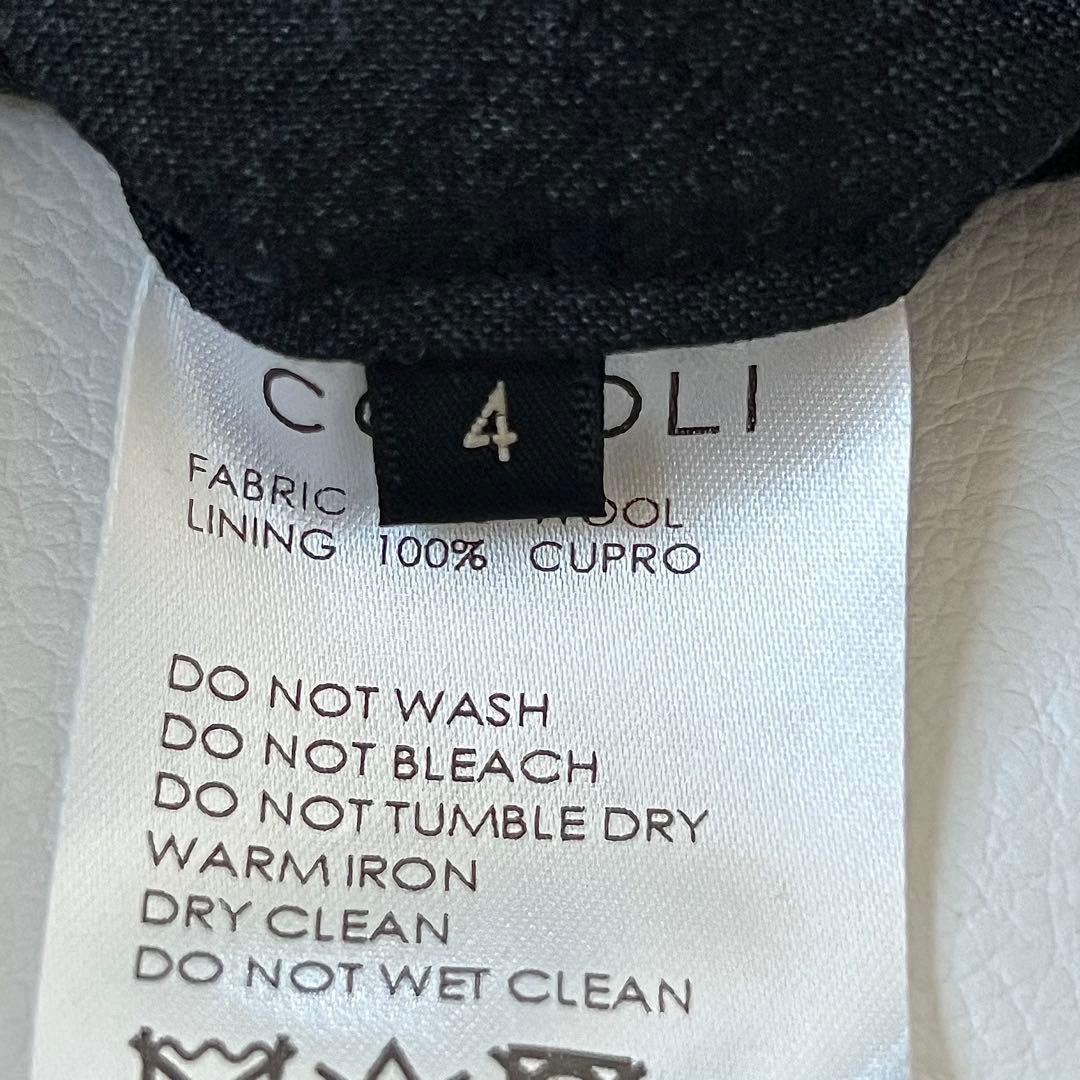 4
FABRIC WOOL
LINING 100% CUPRO
DO NOT WASH
DO NOT BLEACH
DO NOT TUMBLE DRY
WARM IRON
DRY CLEAN
DO NOT WET CLEAN